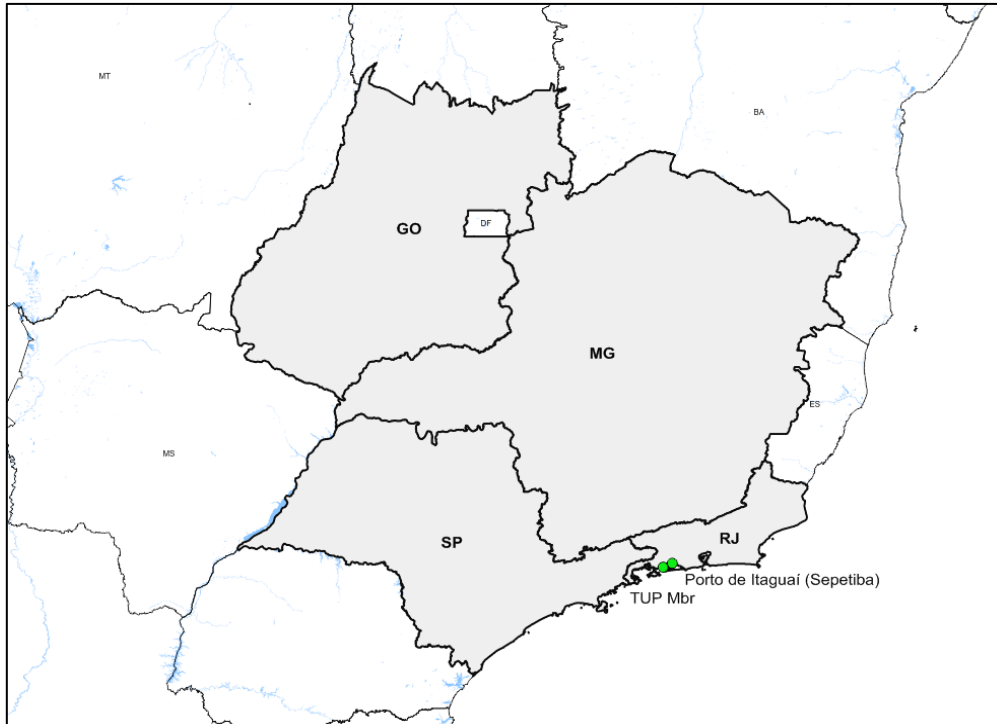 MT
BA
GO
DF
MG
ES
MS
SP
RJ
Porto de Itaguaí (Sepetiba)
TUP Mbr